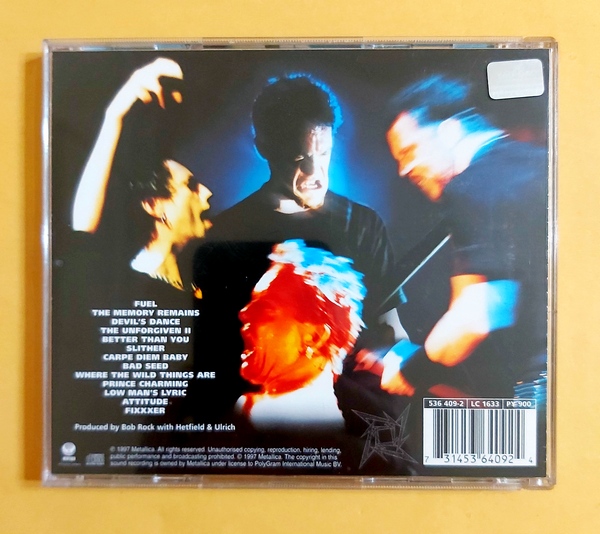 FUEL
THE MEMORY REMAINS
DEVIL'S DANCE
THE UNFORGIVEN II
BETTER THAN YOU
SLITHER
CARPE DIEM BABY
BAD SEED
WHERE THE WILD THINGS ARE
PRINCE CHARMING
LOW MAN'S LYRIC
ATTITUDE
FIXXXER
Produced by Bob Rock with Hetfield & Ulrich
© 1997 Metallica. All rights reserved. Unauthorised copying, reproduction, hiring, lending,
public performance and broadcasting prohibited. © 1997 Metallica. The copyright in this
sound recording is owned by Metallica under license to PolyGram International Music BV.
536 409-2 LC 1633 PY 900
7 31453 64092 4